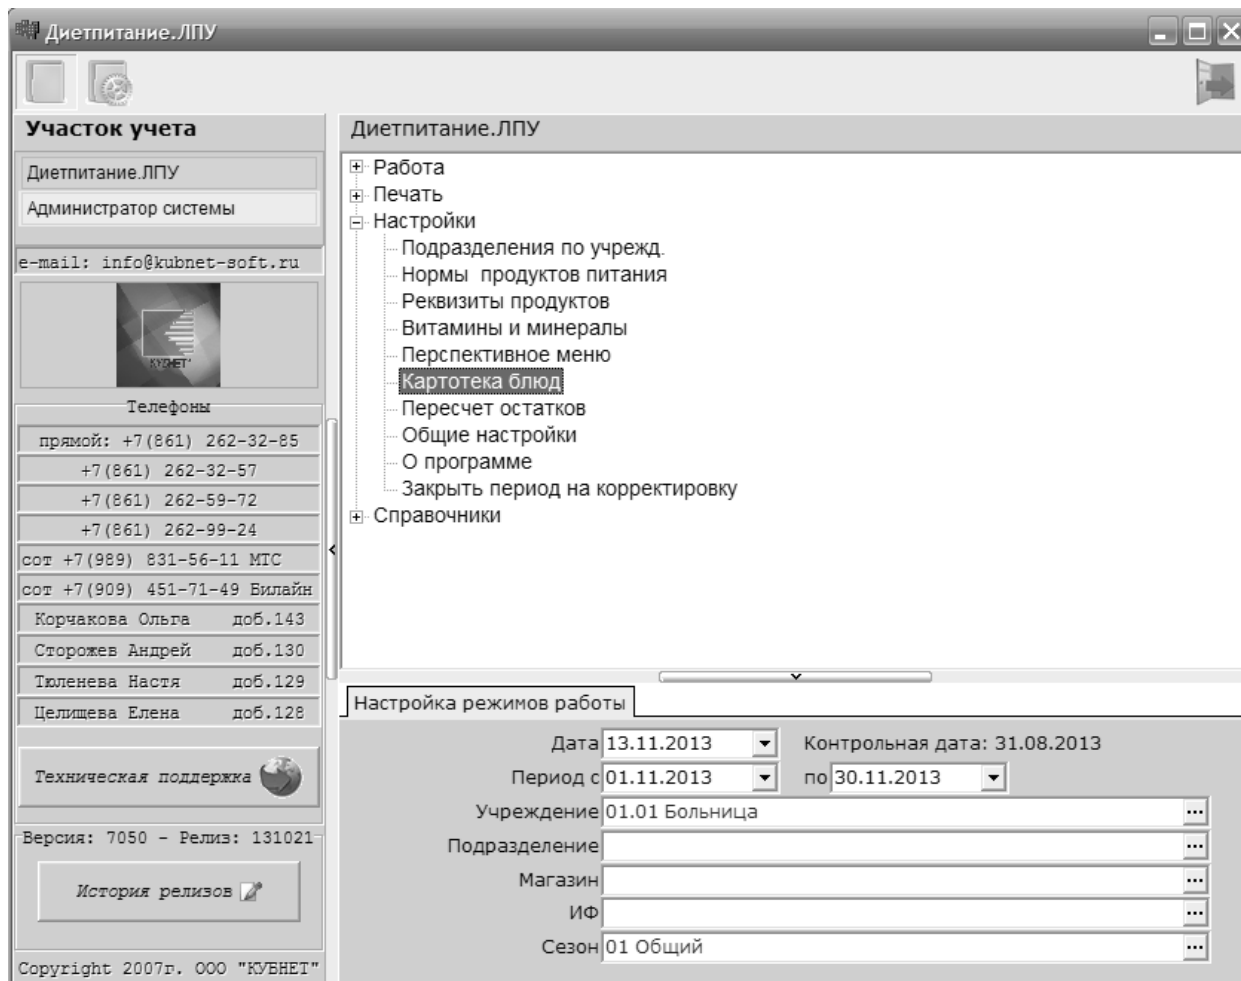 Диетпитание.ЛПУ
Участок учета
Диетпитание.ЛПУ
Администратор системы
e-mail: info@kubnet-soft.ru
КУБНЕТ
Телефоны
прямой: +7(861) 262-32-85
+7(861) 262-32-57
+7(861) 262-59-72
+7(861) 262-99-24
сот +7(989) 831-56-11 МТС
сот +7(909) 451-71-49 Билайн
Корчакова Ольга доб.143
Сторожев Андрей доб.130
Тюленева Настя доб.129
Целищева Елена доб.128
Техническая поддержка
Версия: 7050 - Релиз: 131021
История релизов
Copyright 2007г. ООО "КУБНЕТ"
Диетпитание.ЛПУ
Работа
Печать
Настройки
Подразделения по учрежд.
Нормы продуктов питания
Реквизиты продуктов
Витамины и минералы
Перспективное меню
Картотека блюд
Пересчет остатков
Общие настройки
О программе
Закрыть период на корректировку
Справочники
Настройка режимов работы
Дата 13.11.2013 Контрольная дата: 31.08.2013
Период с 01.11.2013 по 30.11.2013
Учреждение 01.01 Больница ...
Подразделение ...
Магазин ...
ИФ ...
Сезон 01 Общий ...